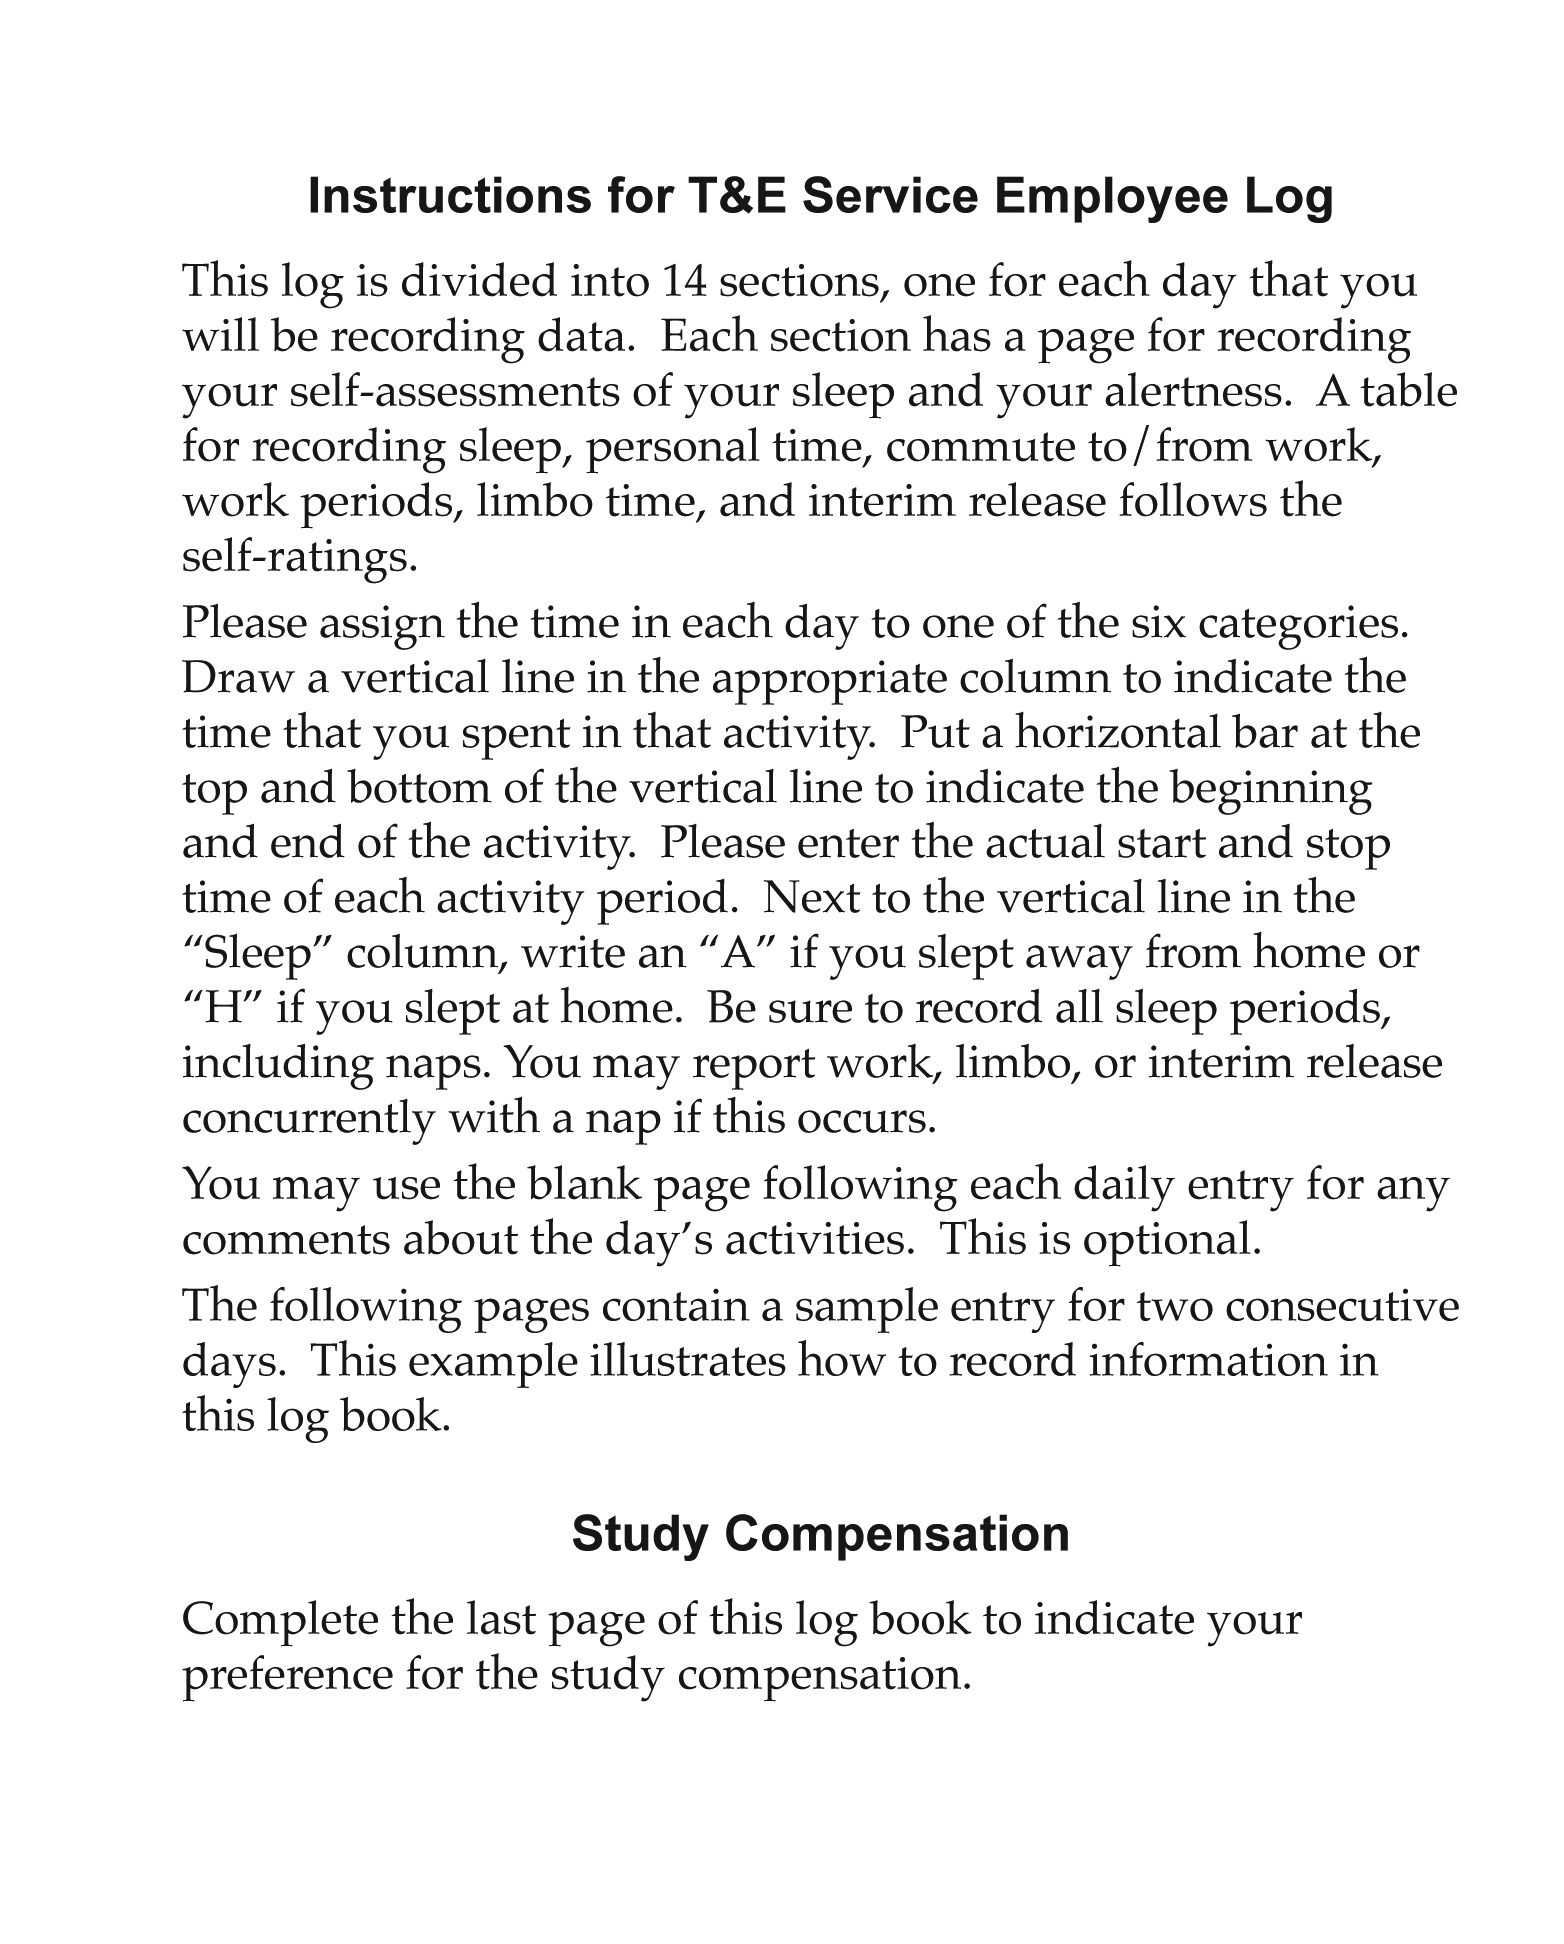 Instructions for T&E Service Employee Log
This log is divided into 14 sections, one for each day that you
will be recording data.  Each section has a page for recording
your self-assessments of your sleep and your alertness.  A table
for recording sleep, personal time, commute to/from work,
work periods, limbo time, and interim release follows the
self-ratings.
Please assign the time in each day to one of the six categories.
Draw a vertical line in the appropriate column to indicate the
time that you spent in that activity.  Put a horizontal bar at the
top and bottom of the vertical line to indicate the beginning
and end of the activity.  Please enter the actual start and stop
time of each activity period.  Next to the vertical line in the
“Sleep” column, write an “A” if you slept away from home or
“H” if you slept at home.  Be sure to record all sleep periods,
including naps. You may report work, limbo, or interim release
concurrently with a nap if this occurs.
You may use the blank page following each daily entry for any
comments about the day’s activities.  This is optional.
The following pages contain a sample entry for two consecutive
days.  This example illustrates how to record information in
this log book.
Study Compensation
Complete the last page of this log book to indicate your
preference for the study compensation.